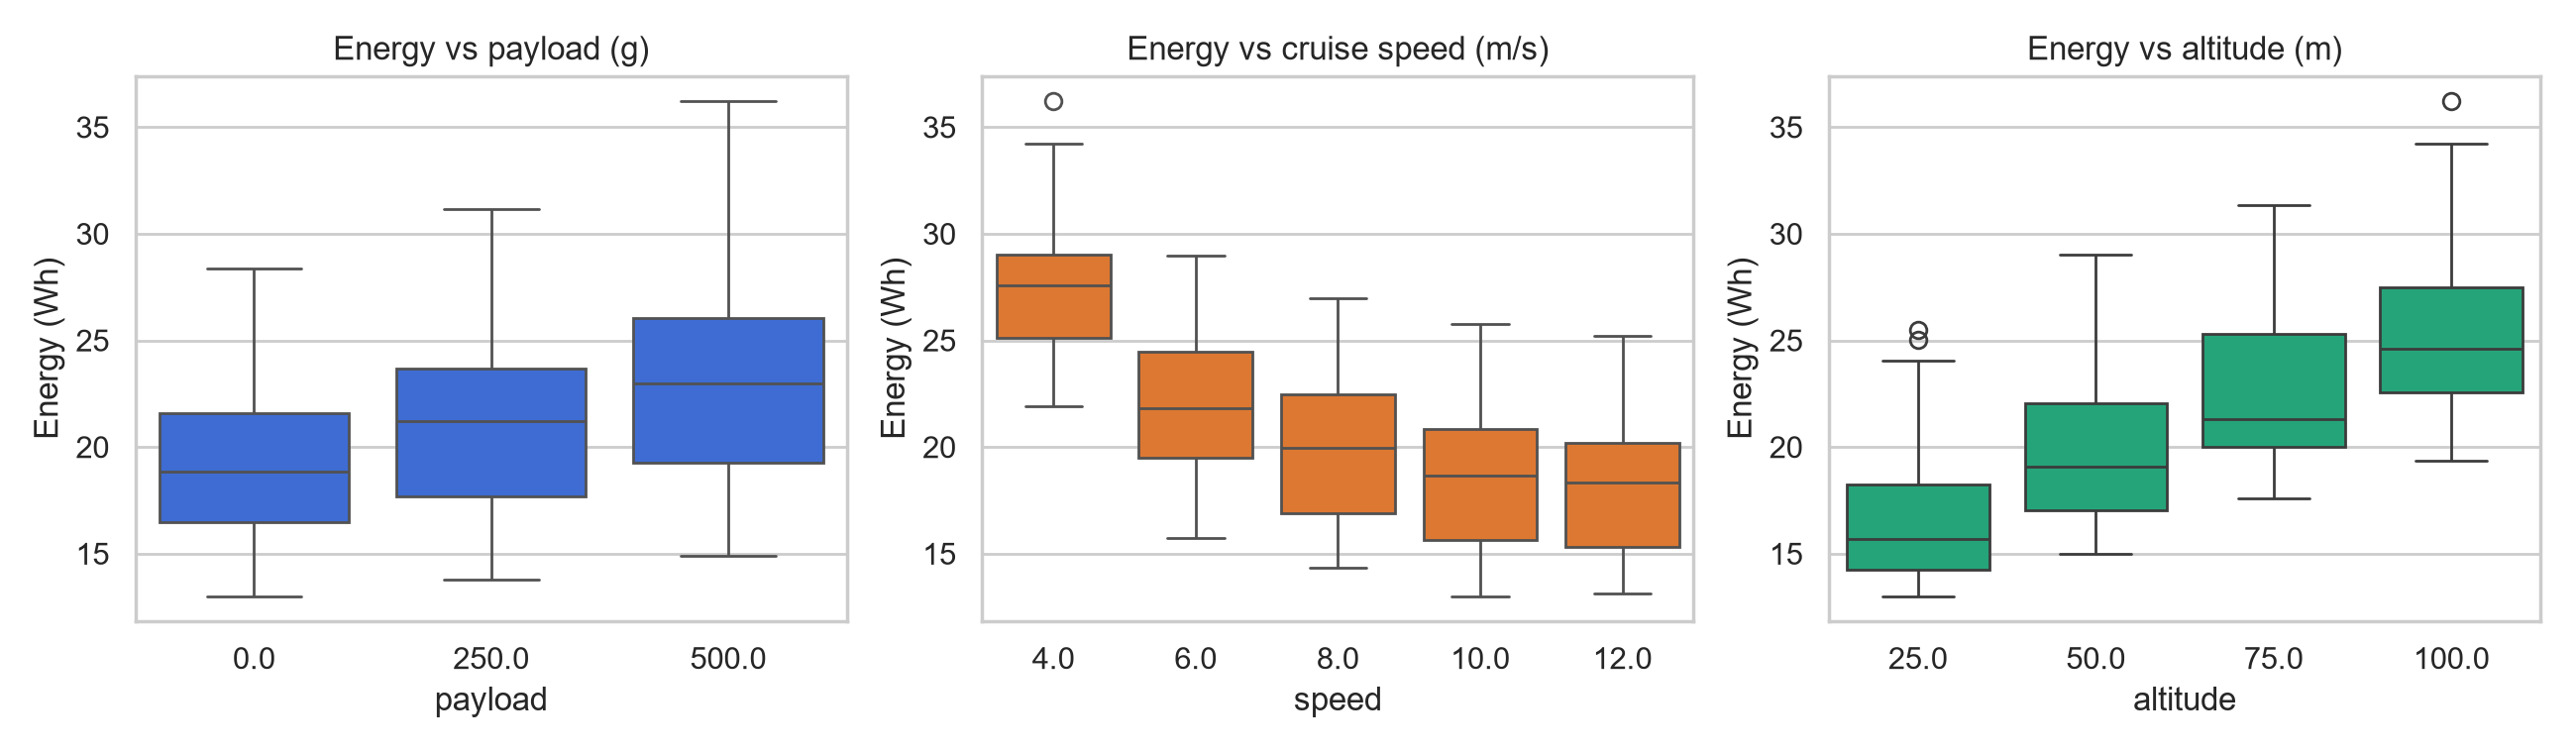 Energy vs payload (g)
Energy (Wh)
35
30
25
20
15
0.0 250.0 500.0
payload
Energy vs cruise speed (m/s)
Energy (Wh)
35
30
25
20
15
4.0 6.0 8.0 10.0 12.0
speed
Energy vs altitude (m)
Energy (Wh)
35
30
25
20
15
25.0 50.0 75.0 100.0
altitude